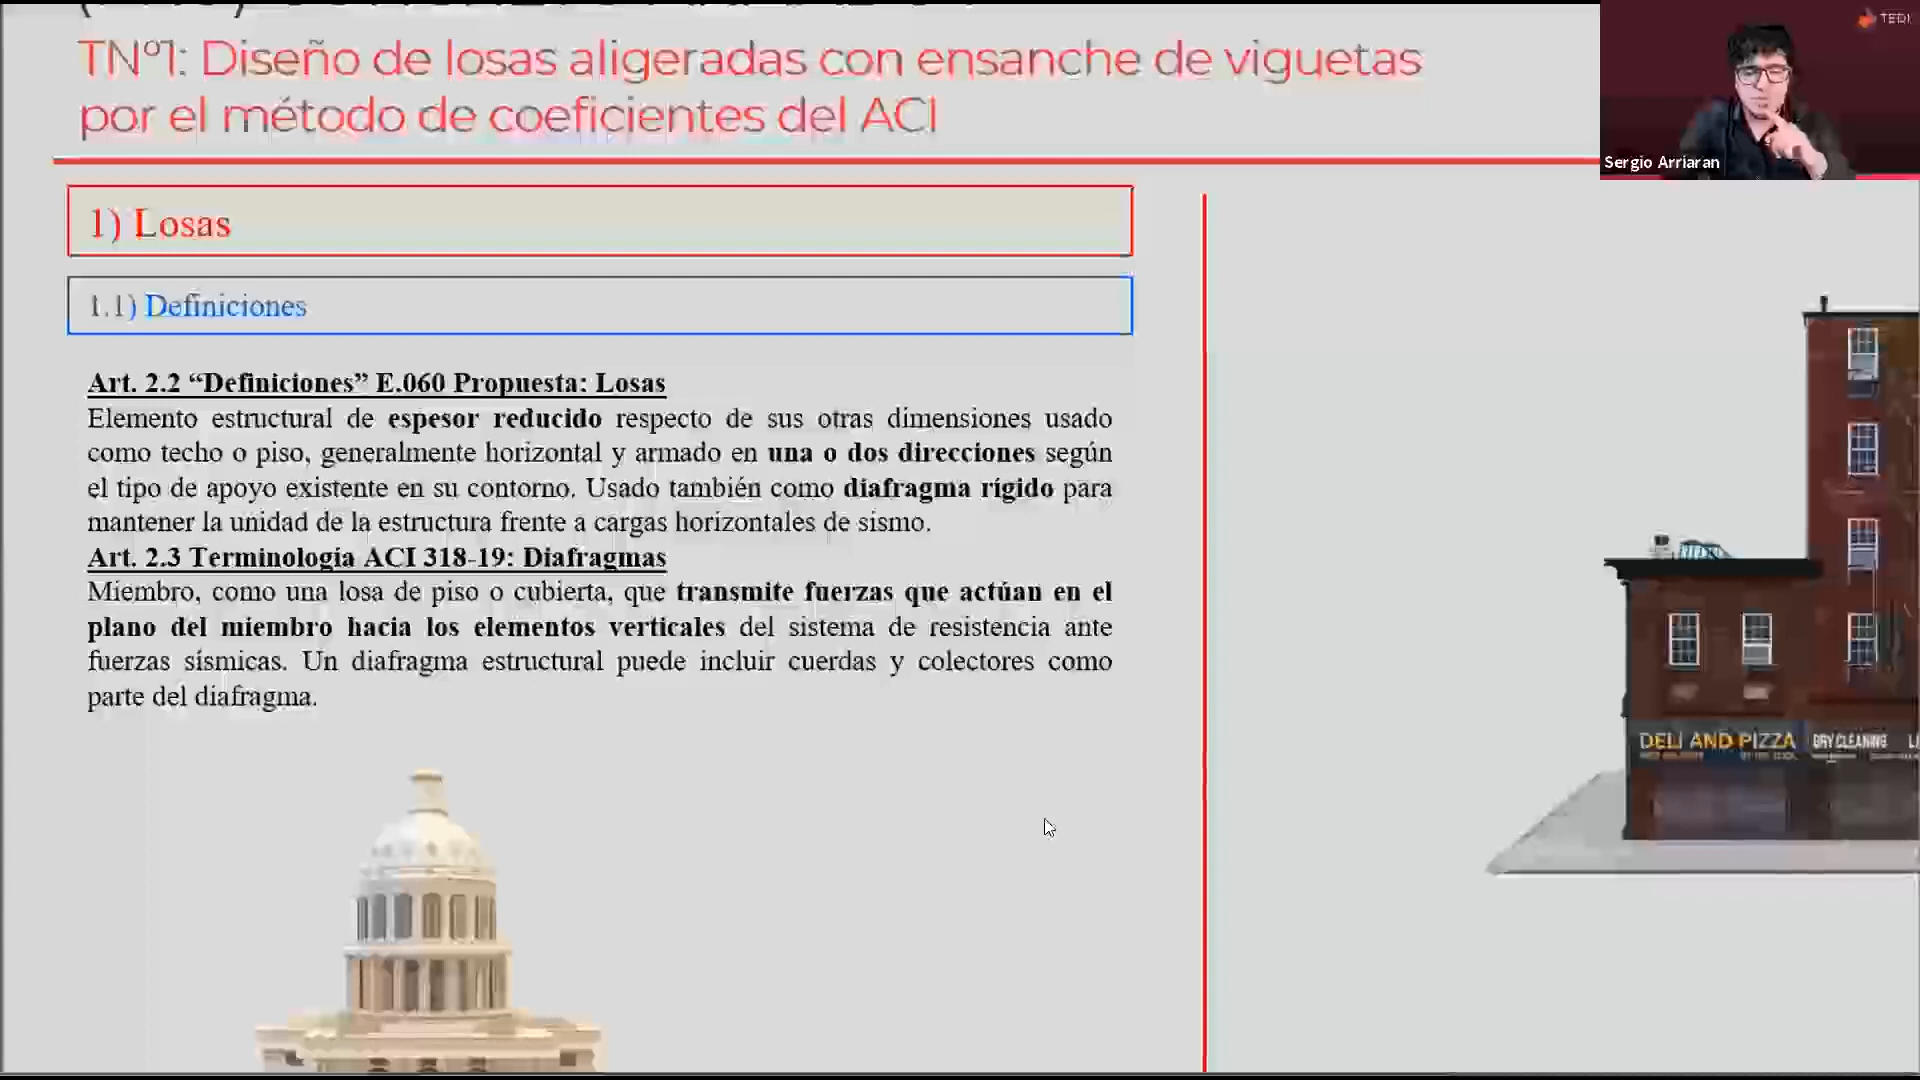 TNº1: Diseño de losas aligeradas con ensanche de viguetas
por el método de coeficientes del ACI
TEDI
Sergio Arriaran
1) Losas
1.1) Definiciones
Art. 2.2 “Definiciones” E.060 Propuesta: Losas
Elemento estructural de espesor reducido respecto de sus otras dimensiones usado
como techo o piso, generalmente horizontal y armado en una o dos direcciones según
el tipo de apoyo existente en su contorno. Usado también como diafragma rígido para
mantener la unidad de la estructura frente a cargas horizontales de sismo.
Art. 2.3 Terminología ACI 318-19: Diafragmas
Miembro, como una losa de piso o cubierta, que transmite fuerzas que actúan en el
plano del miembro hacia los elementos verticales del sistema de resistencia ante
fuerzas sísmicas. Un diafragma estructural puede incluir cuerdas y colectores como
parte del diafragma.
DELI AND PIZZA DRY CLEANING